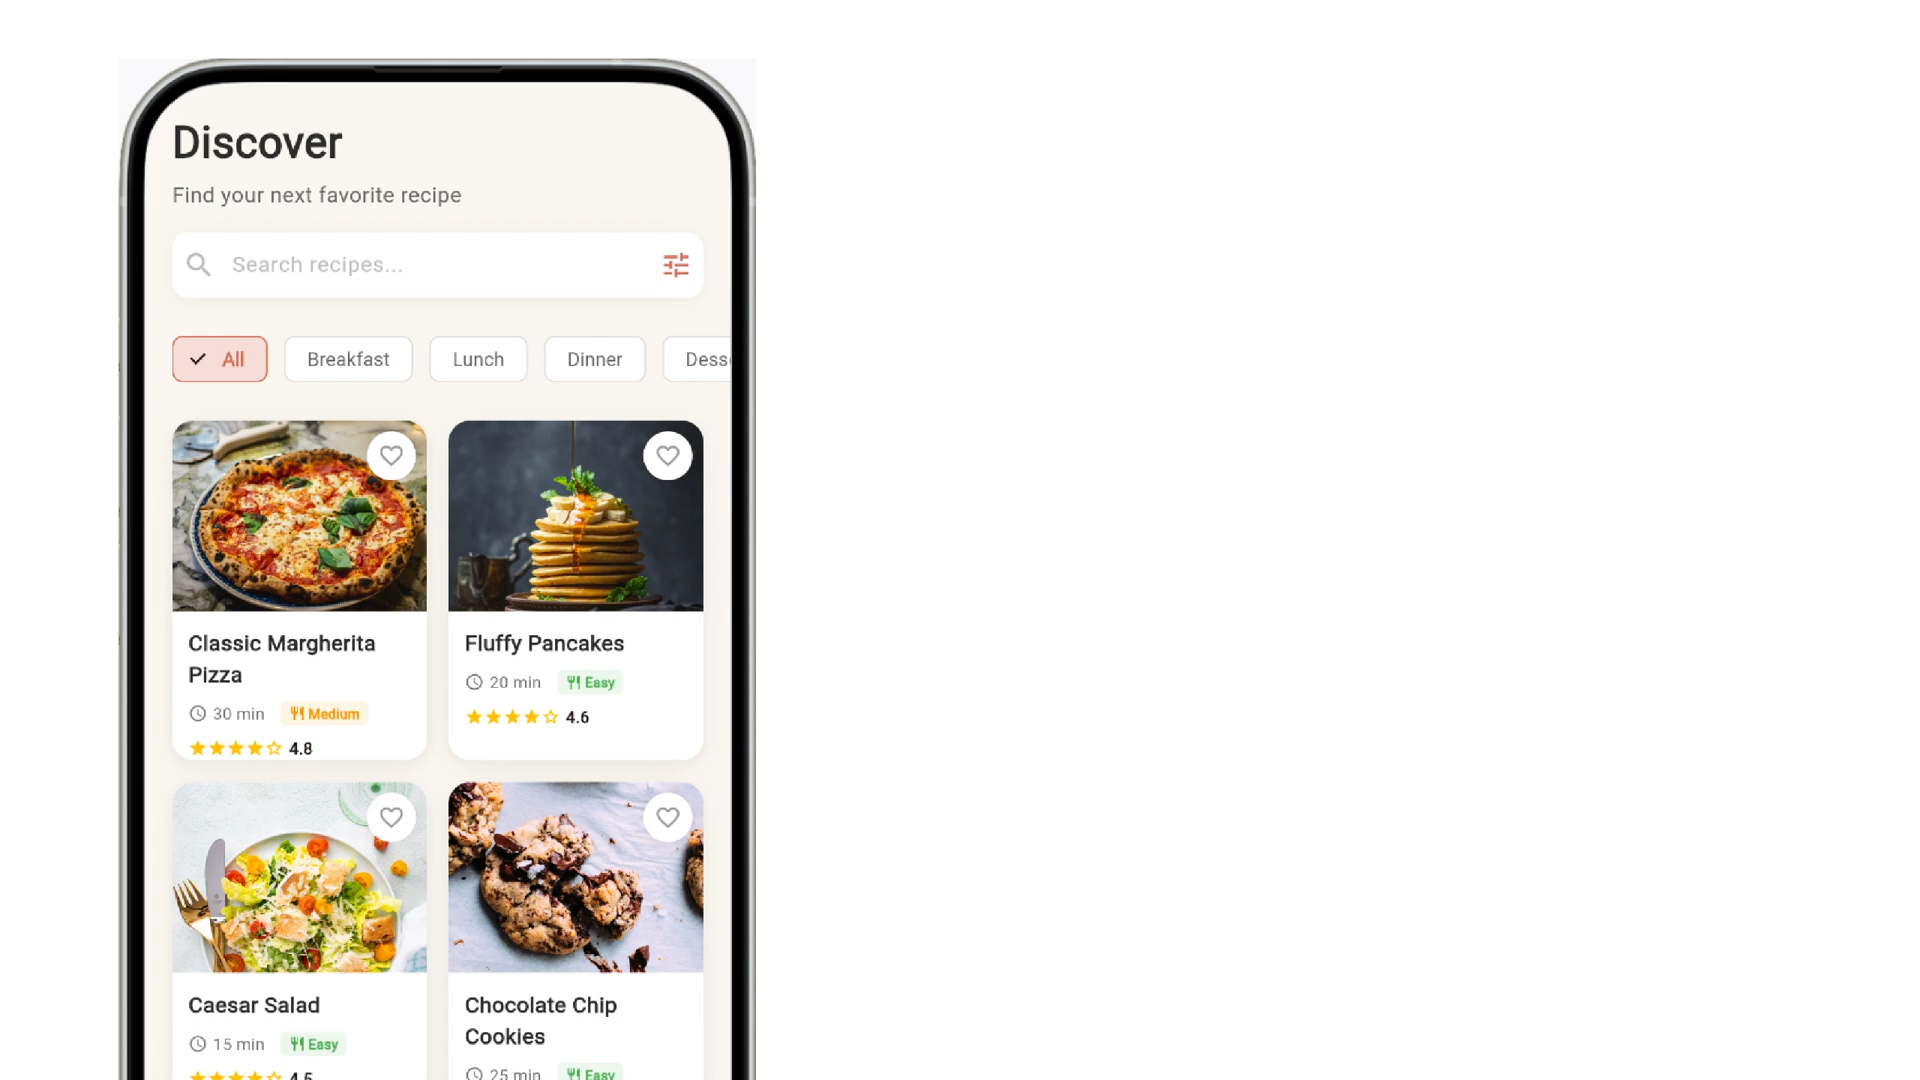 Discover
Find your next favorite recipe
Search recipes...
All Breakfast Lunch Dinner
Classic Margherita
Pizza
30 min Medium
4.8
Fluffy Pancakes
20 min Easy
4.6
Caesar Salad
15 min Easy
4.5
Chocolate Chip
Cookies
25 min Easy